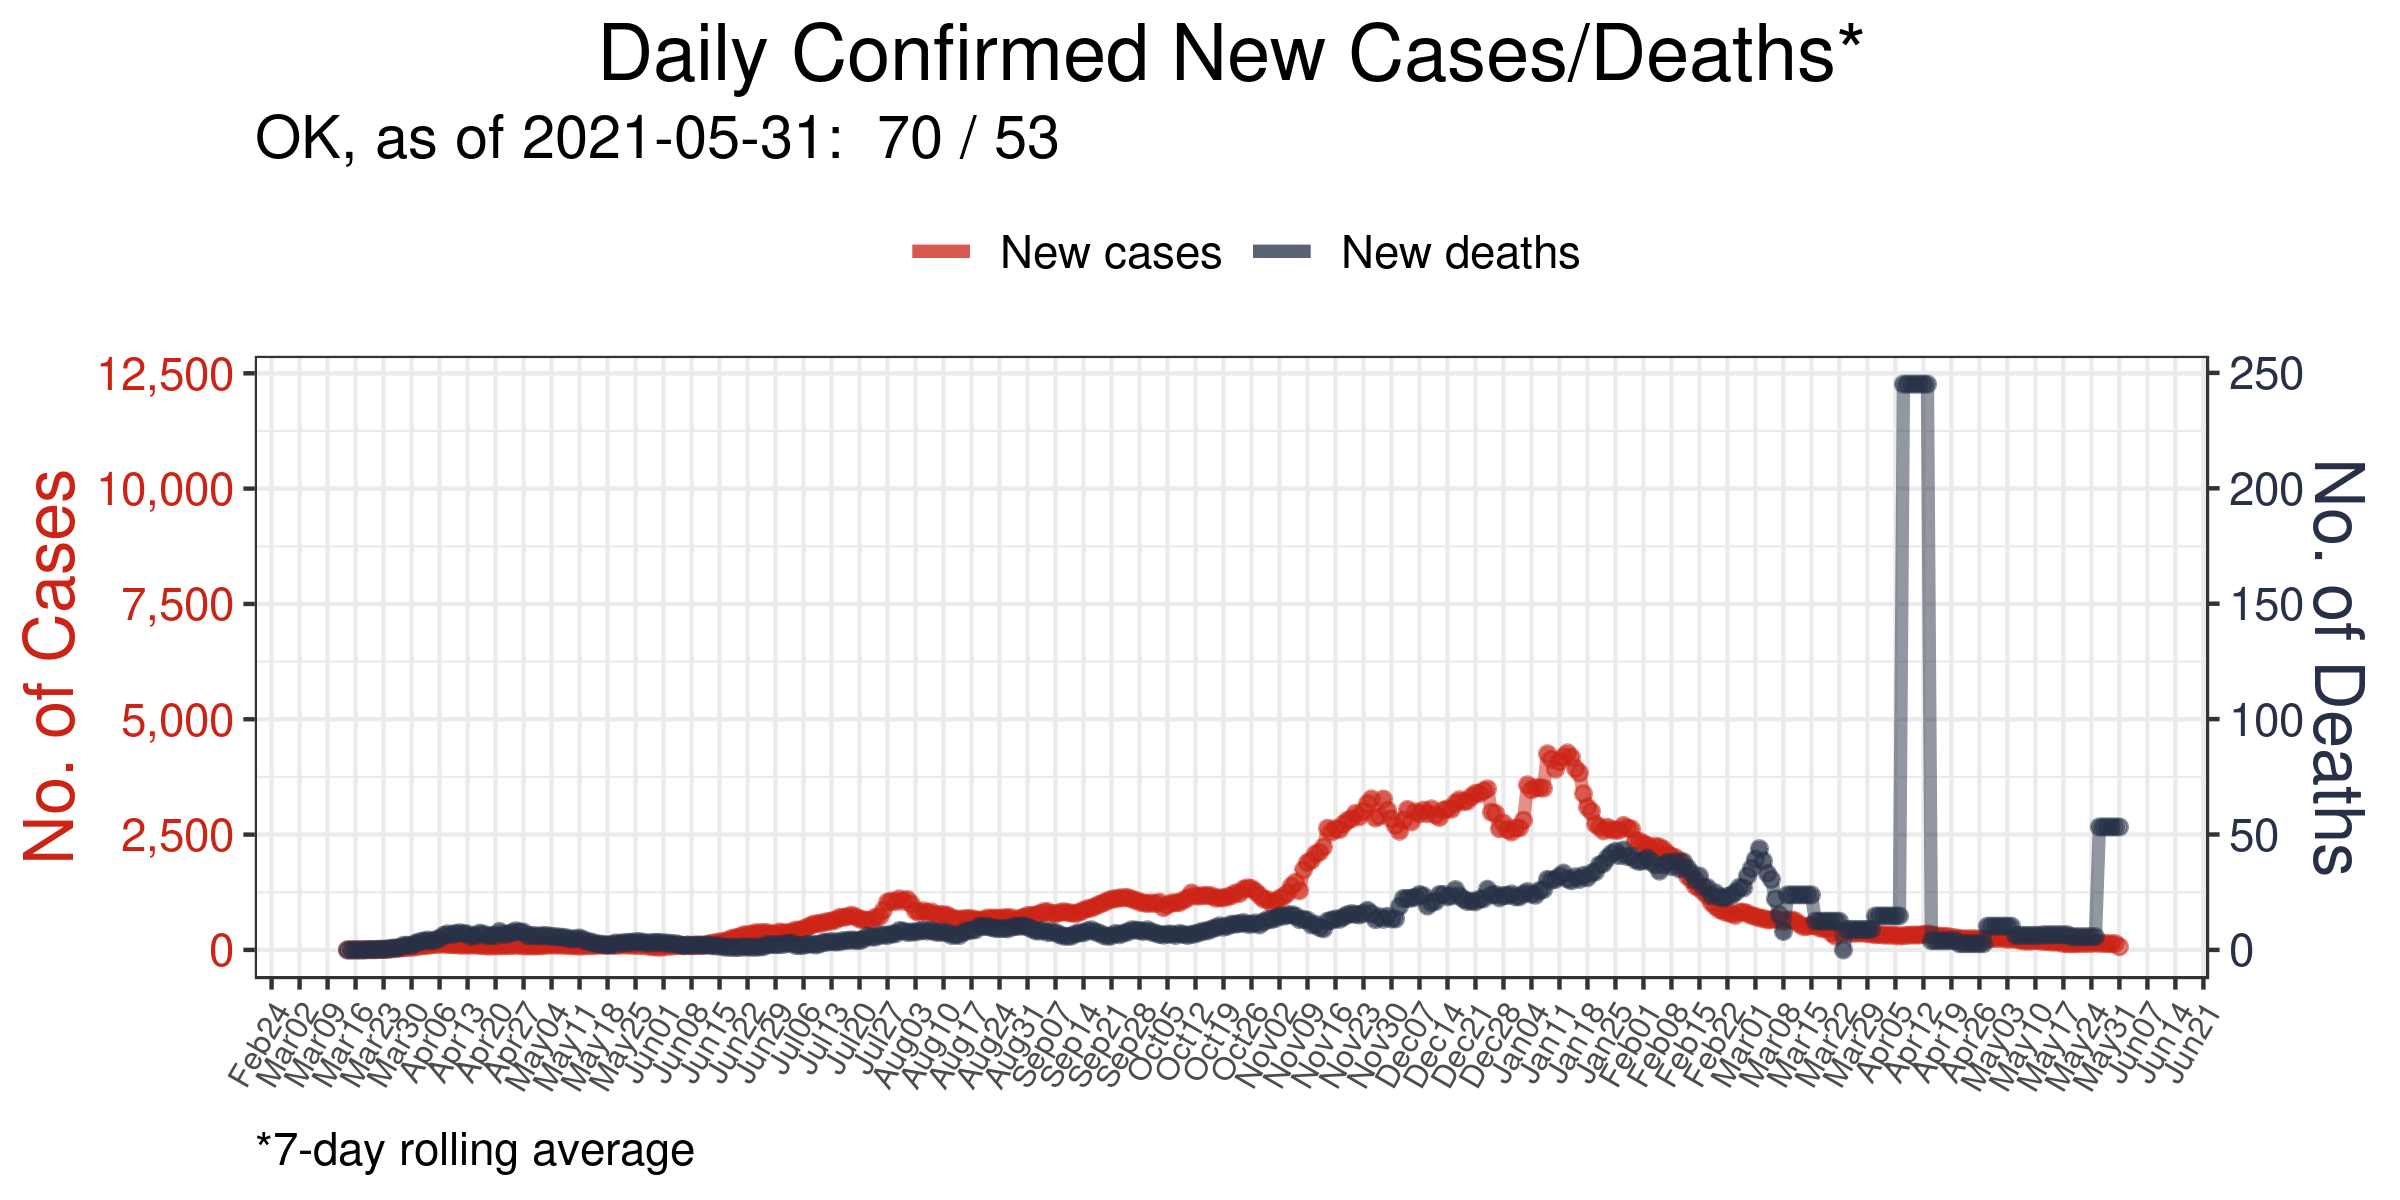 Daily Confirmed New Cases/Deaths*
OK, as of 2021-05-31:  70 / 53
New cases
New deaths
No. of Cases
12,500
10,000
7,500
5,000
2,500
0
250
200
150
100
50
0
No. of Deaths
Feb24
Mar02
Mar09
Mar16
Mar23
Mar30
Apr06
Apr13
Apr20
Apr27
May04
May11
May18
May25
Jun01
Jun08
Jun15
Jun22
Jun29
Jul06
Jul13
Jul20
Jul27
Aug03
Aug10
Aug17
Aug24
Aug31
Sep07
Sep14
Sep21
Sep28
Oct05
Oct12
Oct19
Oct26
Nov02
Nov09
Nov16
Nov23
Nov30
Dec07
Dec14
Dec21
Dec28
Jan04
Jan11
Jan18
Jan25
Feb01
Feb08
Feb15
Feb22
Mar01
Mar08
Mar15
Mar22
Mar29
Apr05
Apr12
Apr19
Apr26
May03
May10
May17
May24
May31
Jun07
Jun14
Jun21
*7-day rolling average